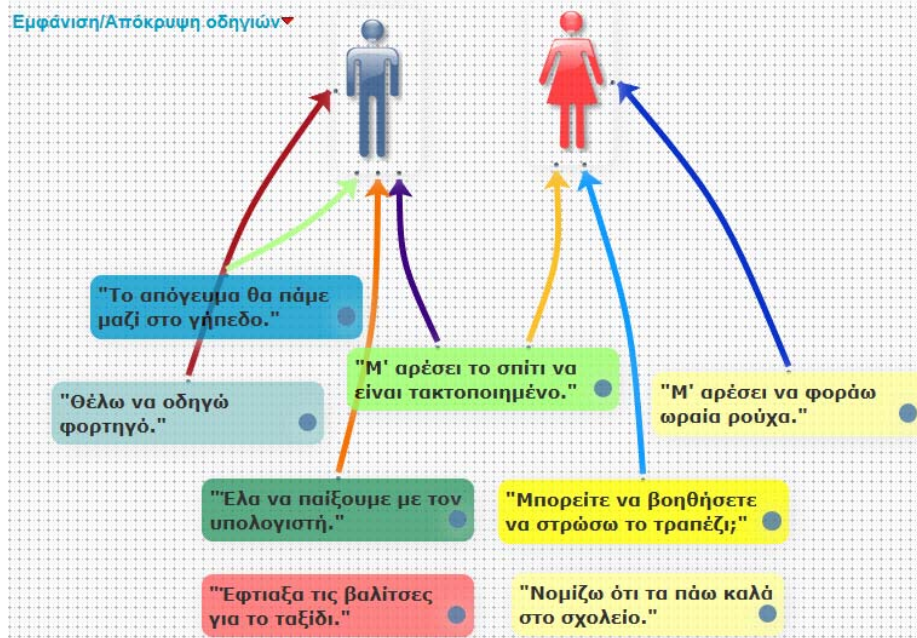 Εμφάνιση/Απόκρυψη οδηγιών
"Το απόγευμα θα πάμε
μαζί στο γήπεδο."
"Θέλω να οδηγώ
φορτηγό."
"Μ' αρέσει το σπίτι να
είναι τακτοποιημένο."
"Μ' αρέσει να φοράω
ωραία ρούχα."
"Έλα να παίξουμε με τον
υπολογιστή."
"Μπορείτε να βοηθήσετε
να στρώσω το τραπέζι;"
"Έφτιαξα τις βαλίτσες
για το ταξίδι."
"Νομίζω ότι τα πάω καλά
στο σχολείο."